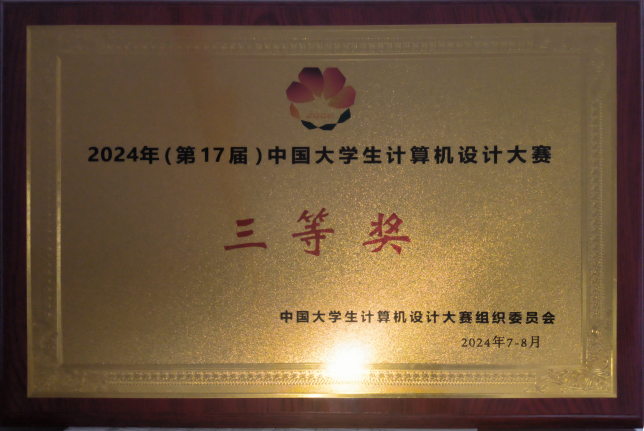 2024年(第17届)中国大学生计算机设计大赛
三等奖
中国大学生计算机设计大赛组织委员会
2024年7-8月